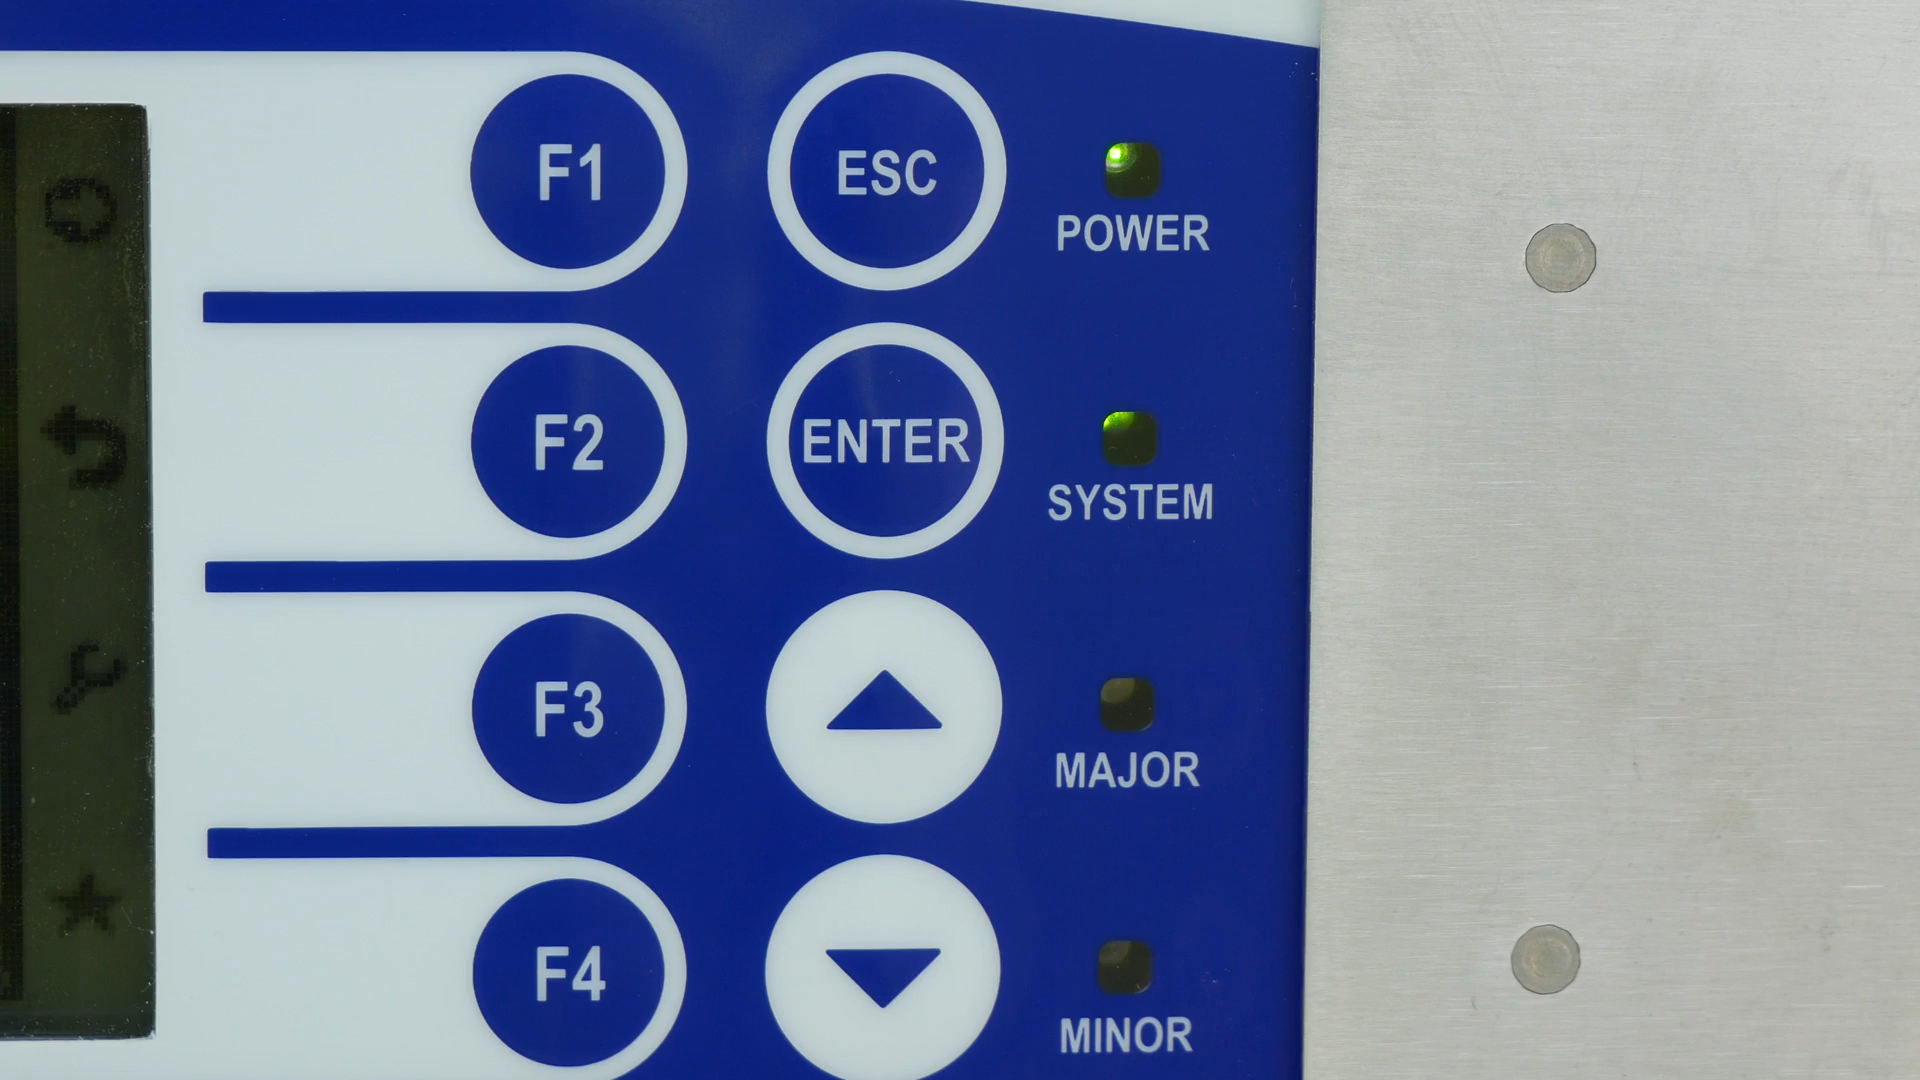 F1
ESC
POWER
F2
ENTER
SYSTEM
F3
MAJOR
F4
MINOR